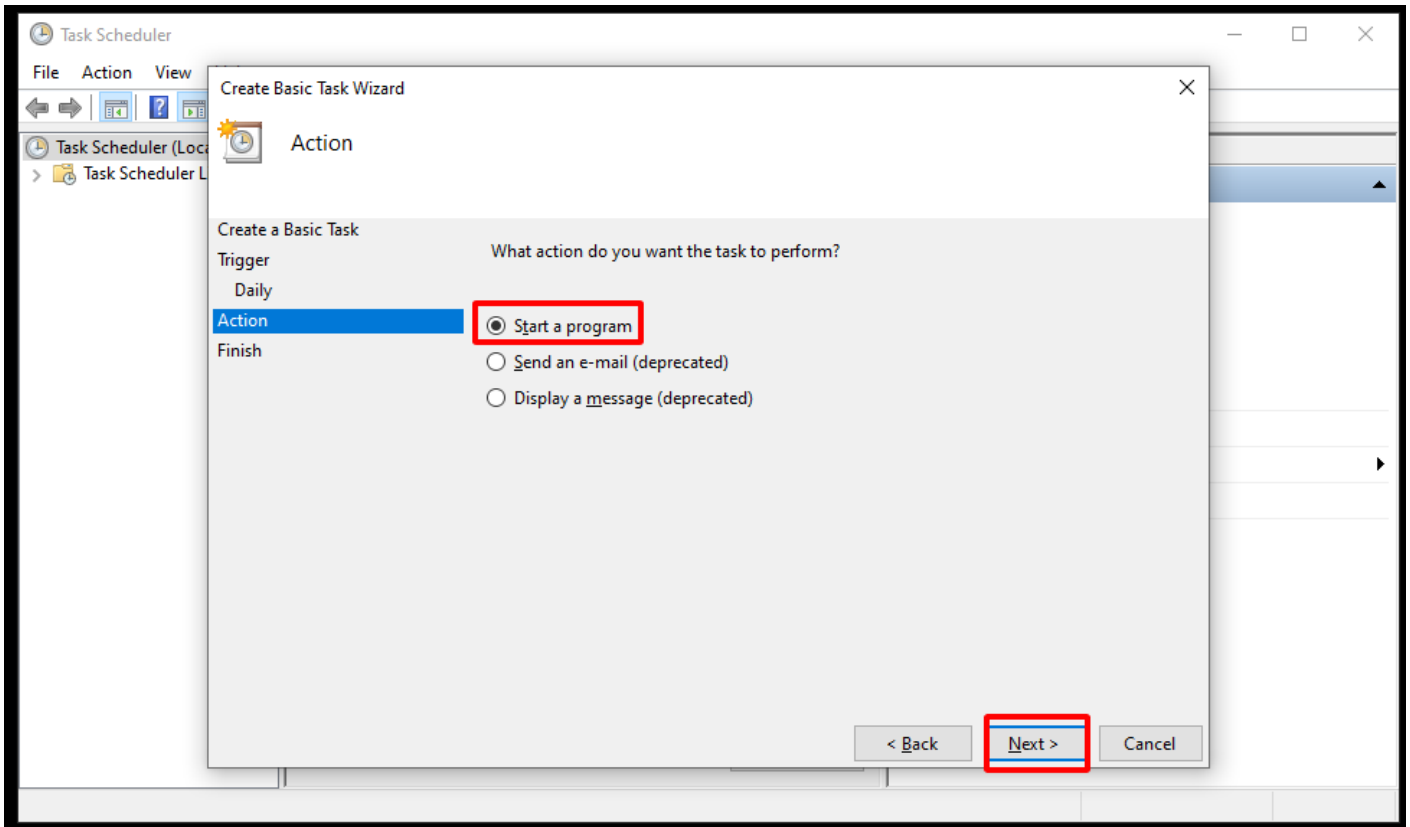 Task Scheduler
File Action View
Create Basic Task Wizard
Action
Task Scheduler (Loca
Task Scheduler L
Create a Basic Task
Trigger
Daily
Action
Finish
What action do you want the task to perform?
Start a program
Send an e-mail (deprecated)
Display a message (deprecated)
< Back Next > Cancel